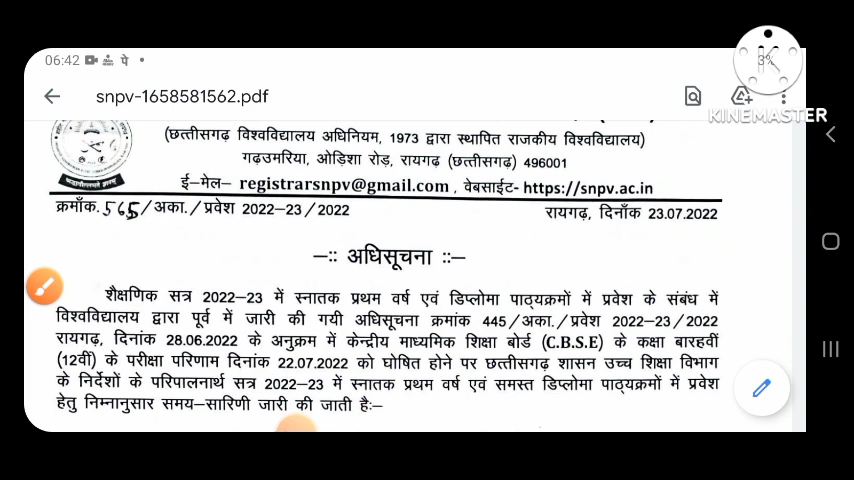 06:42
3%
KINEMASTER
snpv-1658581562.pdf
(छत्तीसगढ़ विश्वविद्यालय अधिनियम, 1973 द्वारा स्थापित राजकीय विश्वविद्यालय)
गढ़उमरिया, ओड़िशा रोड़, रायगढ़ (छत्तीसगढ़) 496001
ई–मेल– registrarsnpv@gmail.com , वेबसाईट- https://snpv.ac.in
क्रमाँक.565/अका./प्रवेश 2022–23/2022 रायगढ़, दिनाँक 23.07.2022
–:: अधिसूचना ::–
शैक्षणिक सत्र 2022–23 में स्नातक प्रथम वर्ष एवं डिप्लोमा पाठ्यक्रमों में प्रवेश के संबंध में
विश्वविद्यालय द्वारा पूर्व में जारी की गयी अधिसूचना क्रमांक 445/अका./प्रवेश 2022–23/2022
रायगढ़, दिनांक 28.06.2022 के अनुक्रम में केन्द्रीय माध्यमिक शिक्षा बोर्ड (C.B.S.E) के कक्षा बारहवीं
(12वीं) के परीक्षा परिणाम दिनांक 22.07.2022 को घोषित होने पर छत्तीसगढ़ शासन उच्च शिक्षा विभाग
के निर्देशों के परिपालनार्थ सत्र 2022–23 में स्नातक प्रथम वर्ष एवं समस्त डिप्लोमा पाठ्यक्रमों में प्रवेश
हेतु निम्नानुसार समय–सारिणी जारी की जाती हैः–